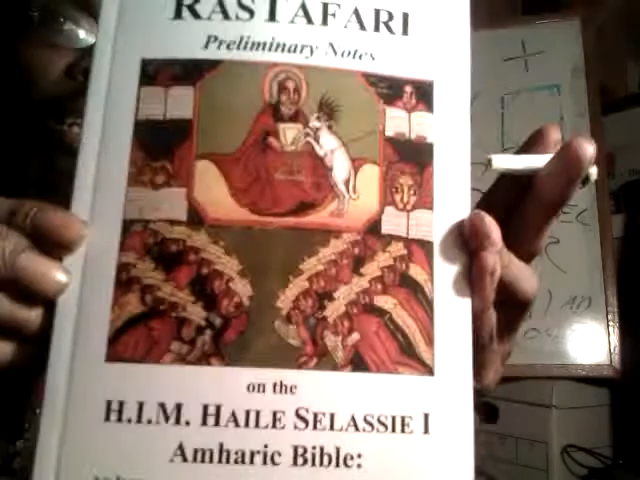 RASTAFARI
Preliminary Notes
on the
H.I.M. HAILE SELASSIE I
Amharic Bible: